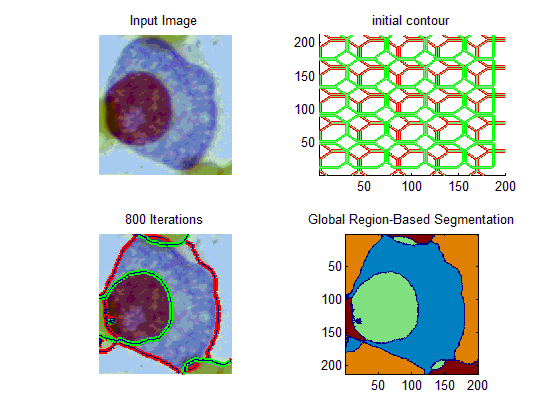 Input Image
initial contour
200
150
100
50
50 100 150 200
800 Iterations
Global Region-Based Segmentation
50
100
150
200
50 100 150 200